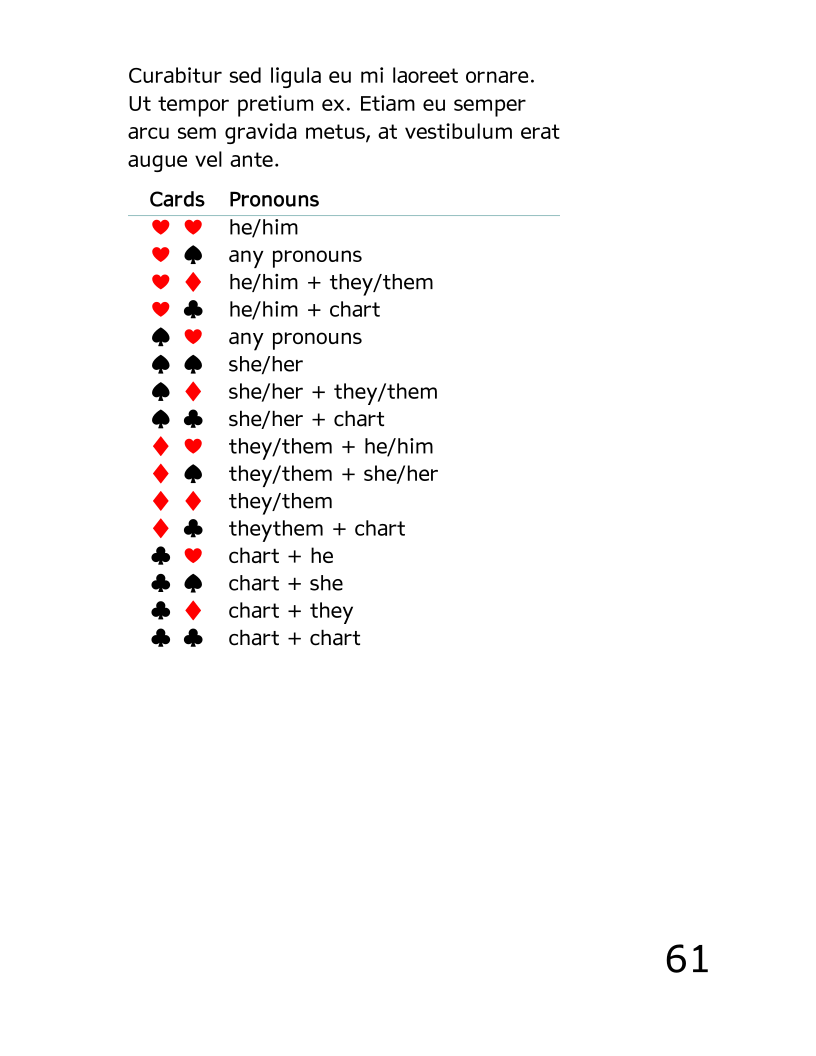 Curabitur sed ligula eu mi laoreet ornare.
Ut tempor pretium ex. Etiam eu semper
arcu sem gravida metus, at vestibulum erat
augue vel ante.
Cards Pronouns
♥ ♥ he/him
♥ ♠ any pronouns
♥ ♦ he/him + they/them
♥ ♣ he/him + chart
♠ ♥ any pronouns
♠ ♠ she/her
♠ ♦ she/her + they/them
♠ ♣ she/her + chart
♦ ♥ they/them + he/him
♦ ♠ they/them + she/her
♦ ♦ they/them
♦ ♣ theythem + chart
♣ ♥ chart + he
♣ ♠ chart + she
♣ ♦ chart + they
♣ ♣ chart + chart
61